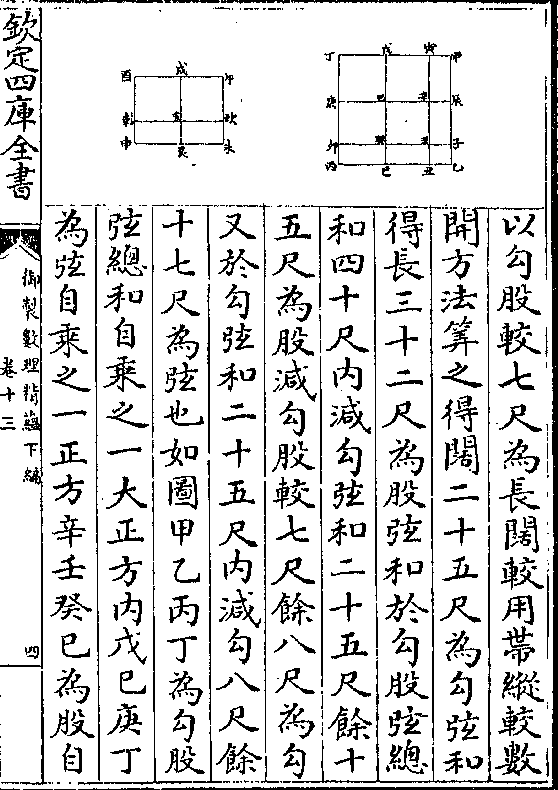 甲 寅 戊 丁
辰 辛 巳 庚
子 癸 卯
乙 丑 巳 丙
午 戌 酉
坎 乾
未 申
以勾股較七尺為長闊較用帶縱較數
開方法筭之得闊二十五尺為勾弦和
得長三十二尺為股弦和於勾股弦總
和四十尺内減勾弦和二十五尺餘十
五尺為股減勾股較七尺餘八尺為勾
又於勾弦和二十五尺内減勾八尺餘
十七尺為弦也如圖甲乙丙丁為勾股
弦總和自乘之一大正方内戊巳庚丁
為弦自乘之一正方辛壬癸巳為股自
欽定四庫全書
御製數理精蘊下編
卷十三
四